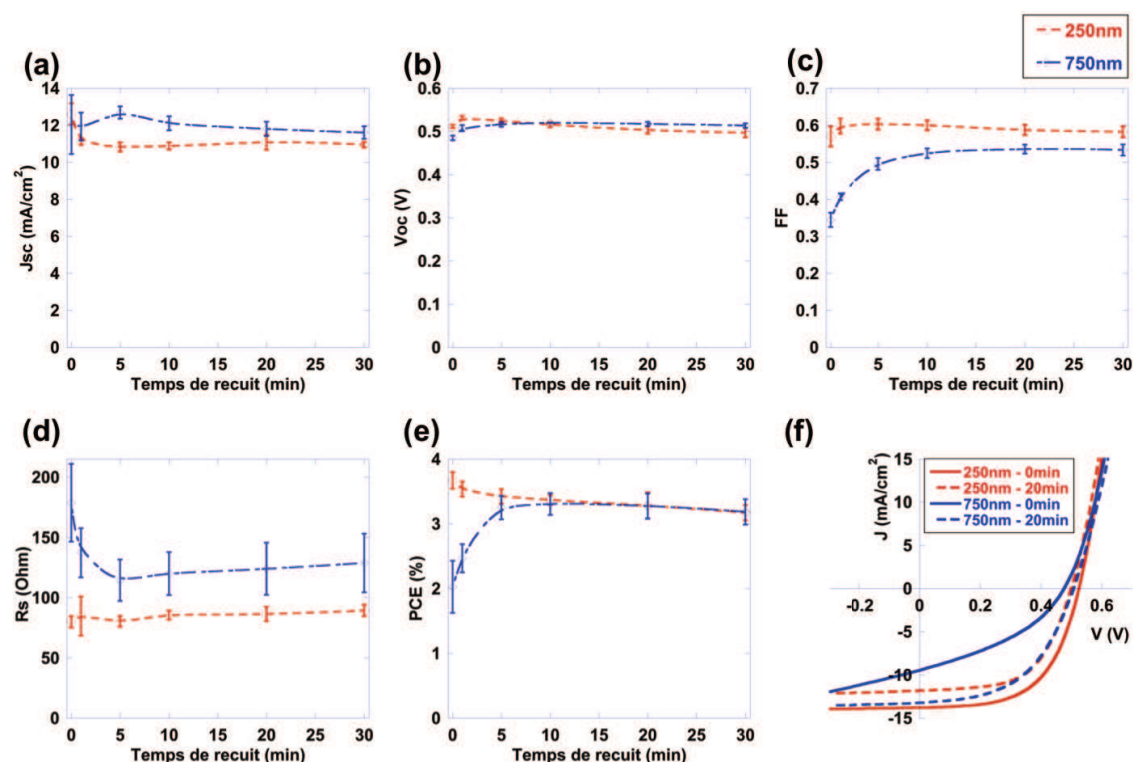 250nm
750nm
(a)
14
12
10
8
6
4
2
0
Jsc (mA/cm²)
0 5 10 15 20 25 30
Temps de recuit (min)
(b)
0.6
0.5
0.4
0.3
0.2
0.1
0
Voc (V)
0 5 10 15 20 25 30
Temps de recuit (min)
(c)
0.7
0.6
0.5
0.4
0.3
0.2
0.1
0
FF
0 5 10 15 20 25 30
Temps de recuit (min)
(d)
200
150
100
50
0
Rs (Ohm)
0 5 10 15 20 25 30
Temps de recuit (min)
(e)
4
3
2
1
0
PCE (%)
0 5 10 15 20 25 30
Temps de recuit (min)
(f)
15
10
5
0
-5
-10
-15
J (mA/cm²)
250nm - 0min
250nm - 20min
750nm - 0min
750nm - 20min
-0.2 0 0.2 0.4 0.6
V (V)